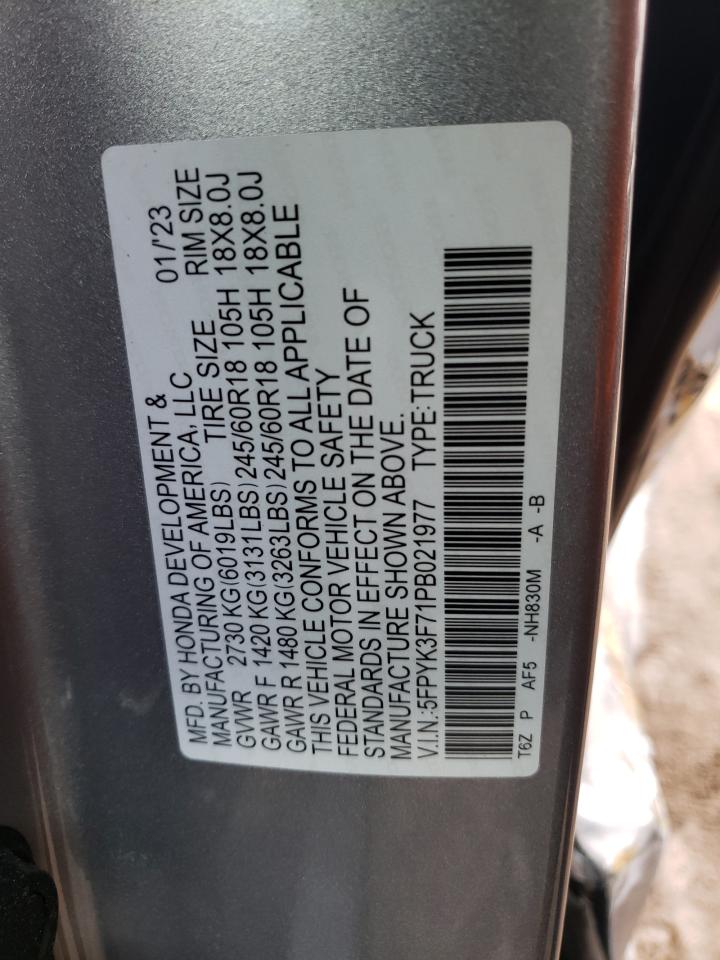 MFD. BY HONDA DEVELOPMENT & 01/'23
MANUFACTURING OF AMERICA, LLC
GVWR 2730 KG(6019LBS) TIRE SIZE RIM SIZE
GAWR F 1420 KG(3131LBS) 245/60R18 105H 18X8.0J
GAWR R 1480 KG(3263LBS) 245/60R18 105H 18X8.0J
THIS VEHICLE CONFORMS TO ALL APPLICABLE
FEDERAL MOTOR VEHICLE SAFETY
STANDARDS IN EFFECT ON THE DATE OF
MANUFACTURE SHOWN ABOVE.
V.I.N.:5FPYK3F71PB021977 TYPE:TRUCK
T6Z P AF5 -NH830M -A -B